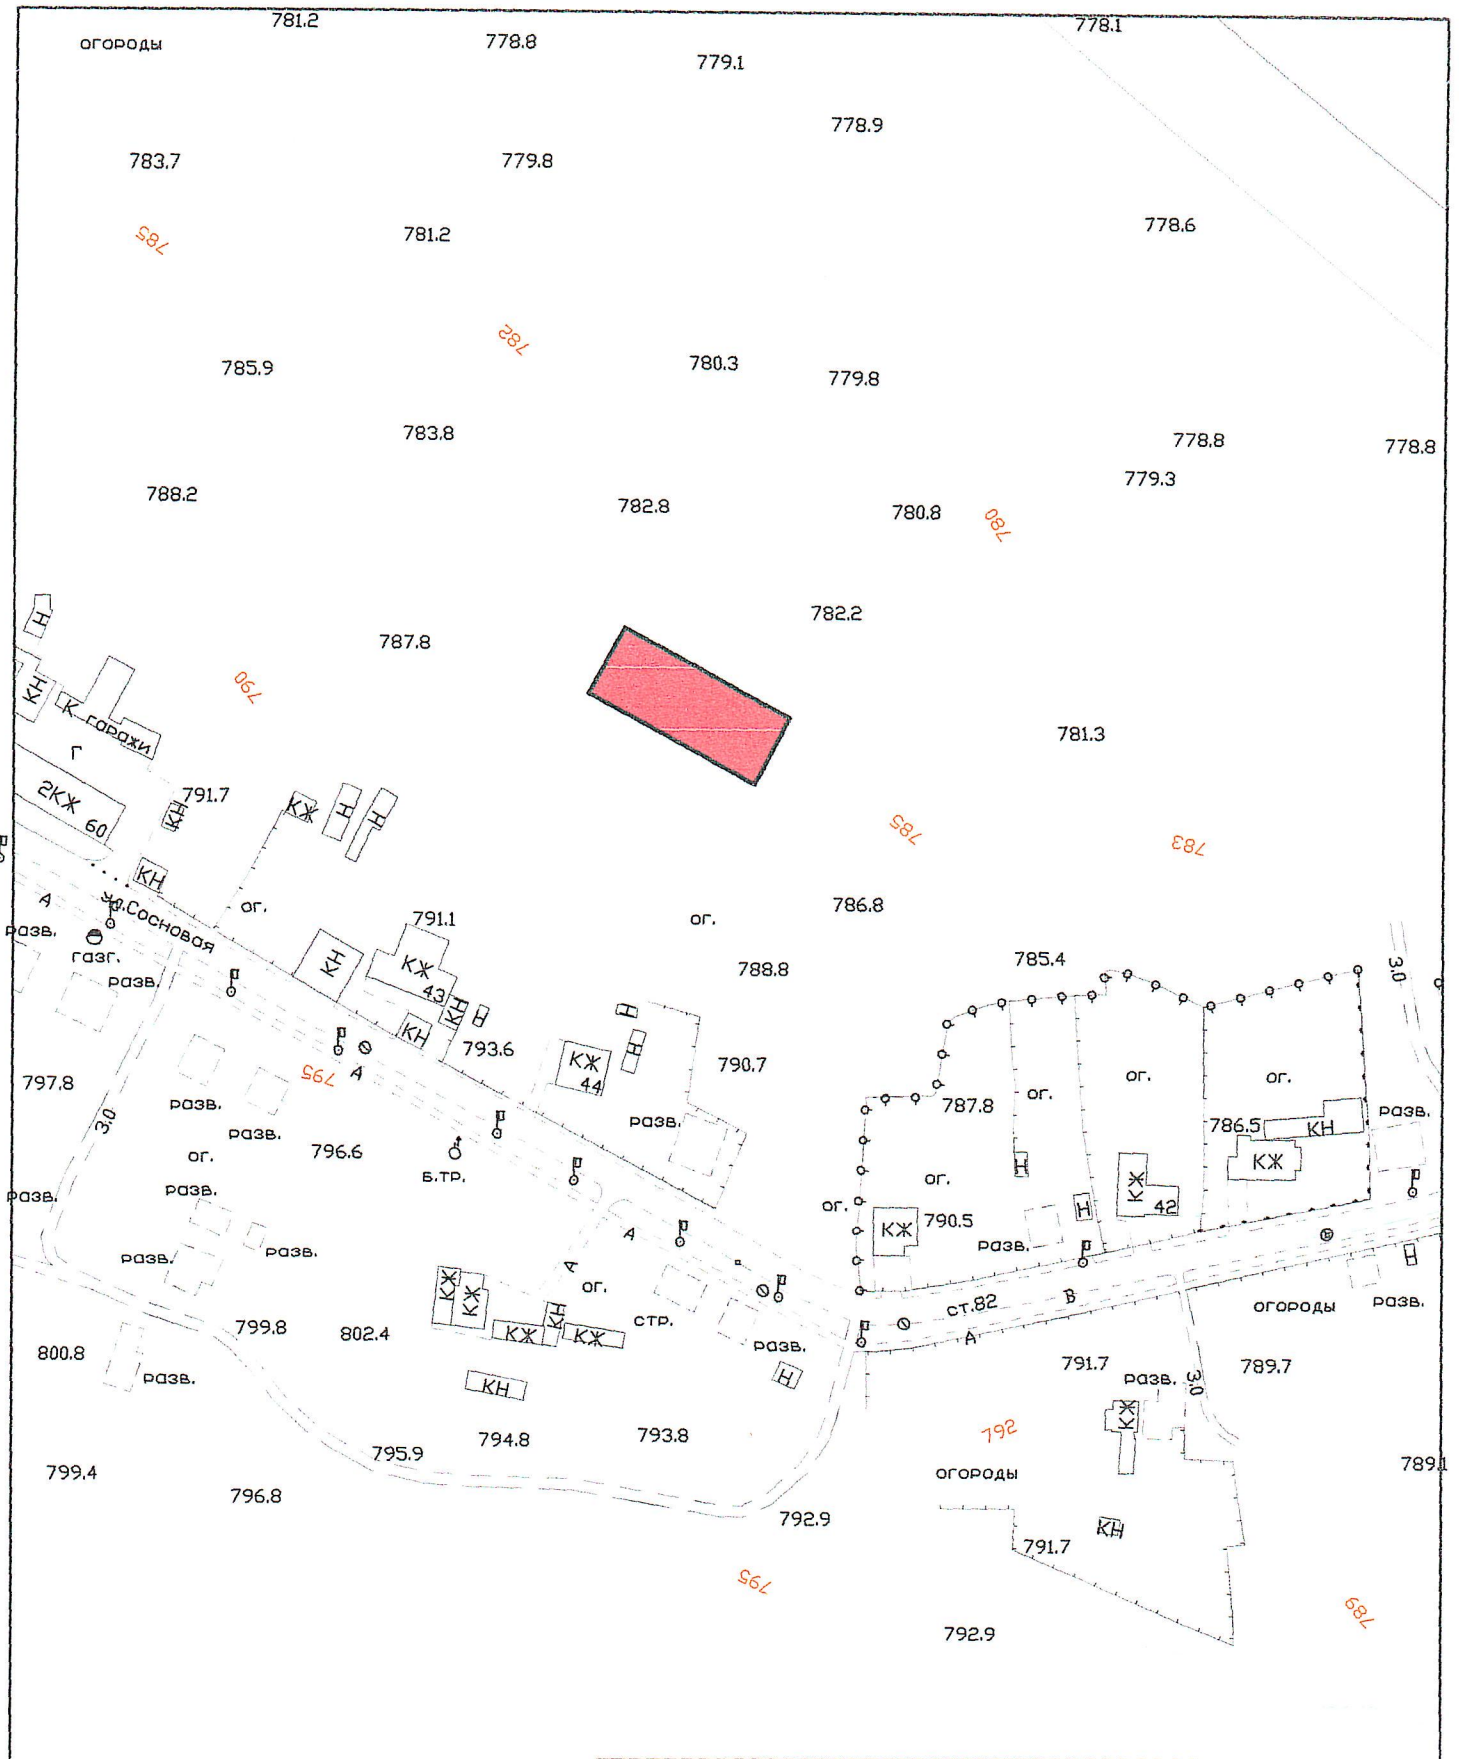 781.2
778.1
огороды
778.8
779.1
778.9
783.7
779.8
778.6
785
781.2
782
785.9
780.3
779.8
783.8
778.8
778.8
779.3
788.2
782.8
780.8
780
Н
787.8
782.2
КН
790
К гаражи
Г
781.3
2КЖ
60
791.7
КН
КЖ
Н
Н
785
783
КН
А
ул.Сосновая
ог.
791.1
ог.
786.8
разв.
газг.
разв.
КН
КЖ
43
КН
Н
788.8
785.4
3.0
КН
793.6
Н
Н
КЖ
44
790.7
797.8
795
А
ог.
ог.
ог.
787.8
3.0
разв.
разв.
796.6
разв.
786.5
КН
разв.
ог.
б.тр.
Н
КЖ
КЖ
42
разв.
разв.
ог.
ог.
КЖ
790.5
Н
А
разв.
разв.
разв.
А
КЖ
КЖ
ог.
КН
стр.
ст.82
В
огороды
разв.
Н
799.8
802.4
КЖ
КЖ
разв.
А
800.8
разв.
Н
КН
791.7
разв.
3.0
789.7
КЖ
792
795.9
794.8
793.8
799.4
796.8
огороды
789.1
792.9
КН
791.7
795
789
792.9